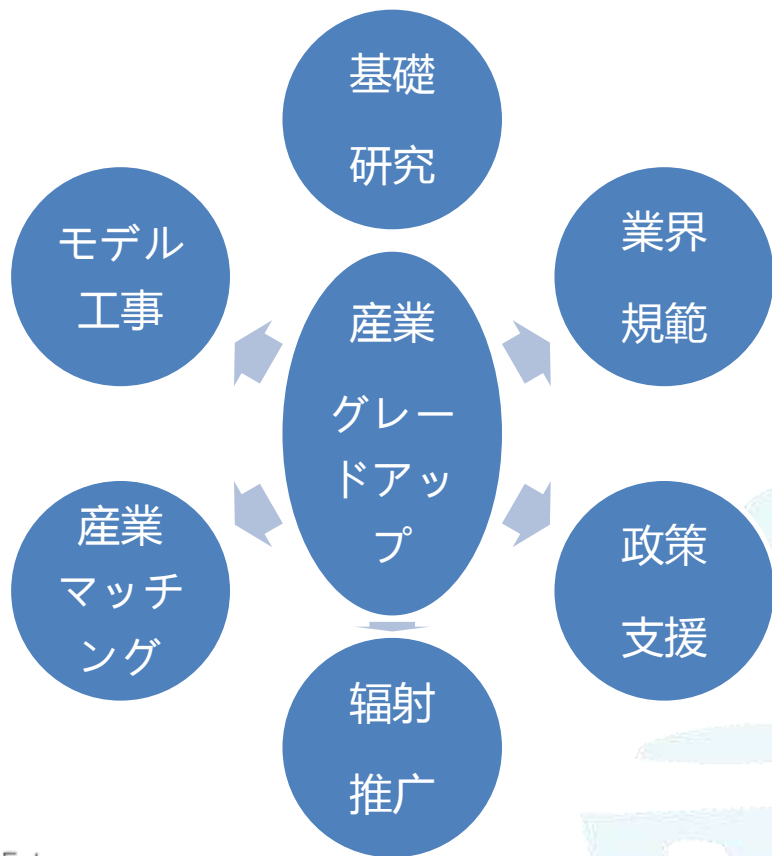 基礎
研究
業界
規範
政策
支援
辐射
推广
産業
マッチ
ング
モデル
工事
産業
グレー
ドアッ
プ